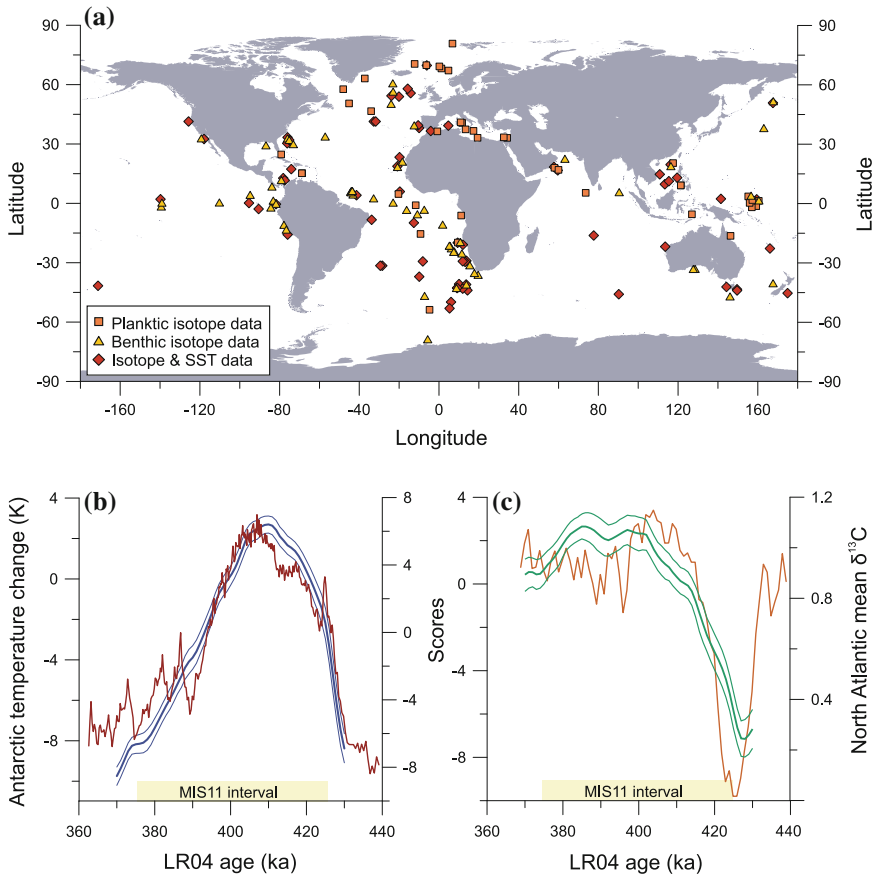 (a)
90 90
60 60
30 30
0 0
-30 -30
-60 -60
-90 -90
Latitude
Latitude
Planktic isotope data
Benthic isotope data
Isotope & SST data
-160 -120 -80 -40 0 40 80 120 160
Longitude
(b)
4
0
-4
-8
Antarctic temperature change (K)
8
4
0
-4
-8
Scores
MIS11 interval
360 380 400 420 440
LR04 age (ka)
(c)
4
0
-4
-8
1.2
0.8
0.4
North Atlantic mean δ¹³C
MIS11 interval
360 380 400 420 440
LR04 age (ka)